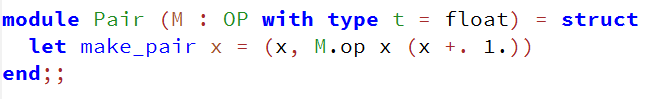 module Pair (M : OP with type t = float) = struct
  let make_pair x = (x, M.op x (x +. 1.))
end;;